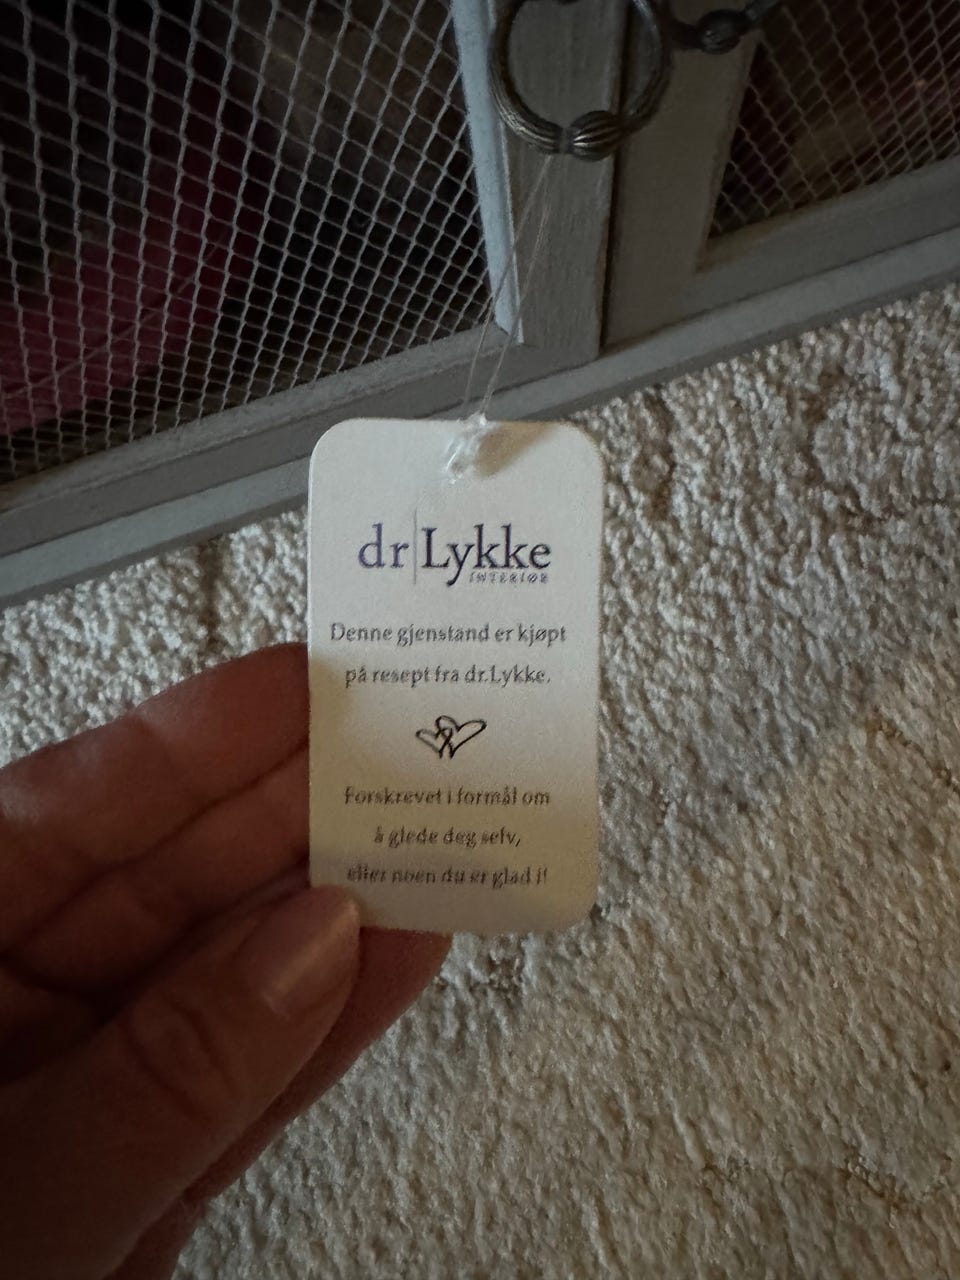 dr|Lykke
INTERIØR
Denne gjenstand er kjøpt
på resept fra dr.Lykke.
Forskrevet i formål om
å glede deg selv,
eller noen du er glad i!